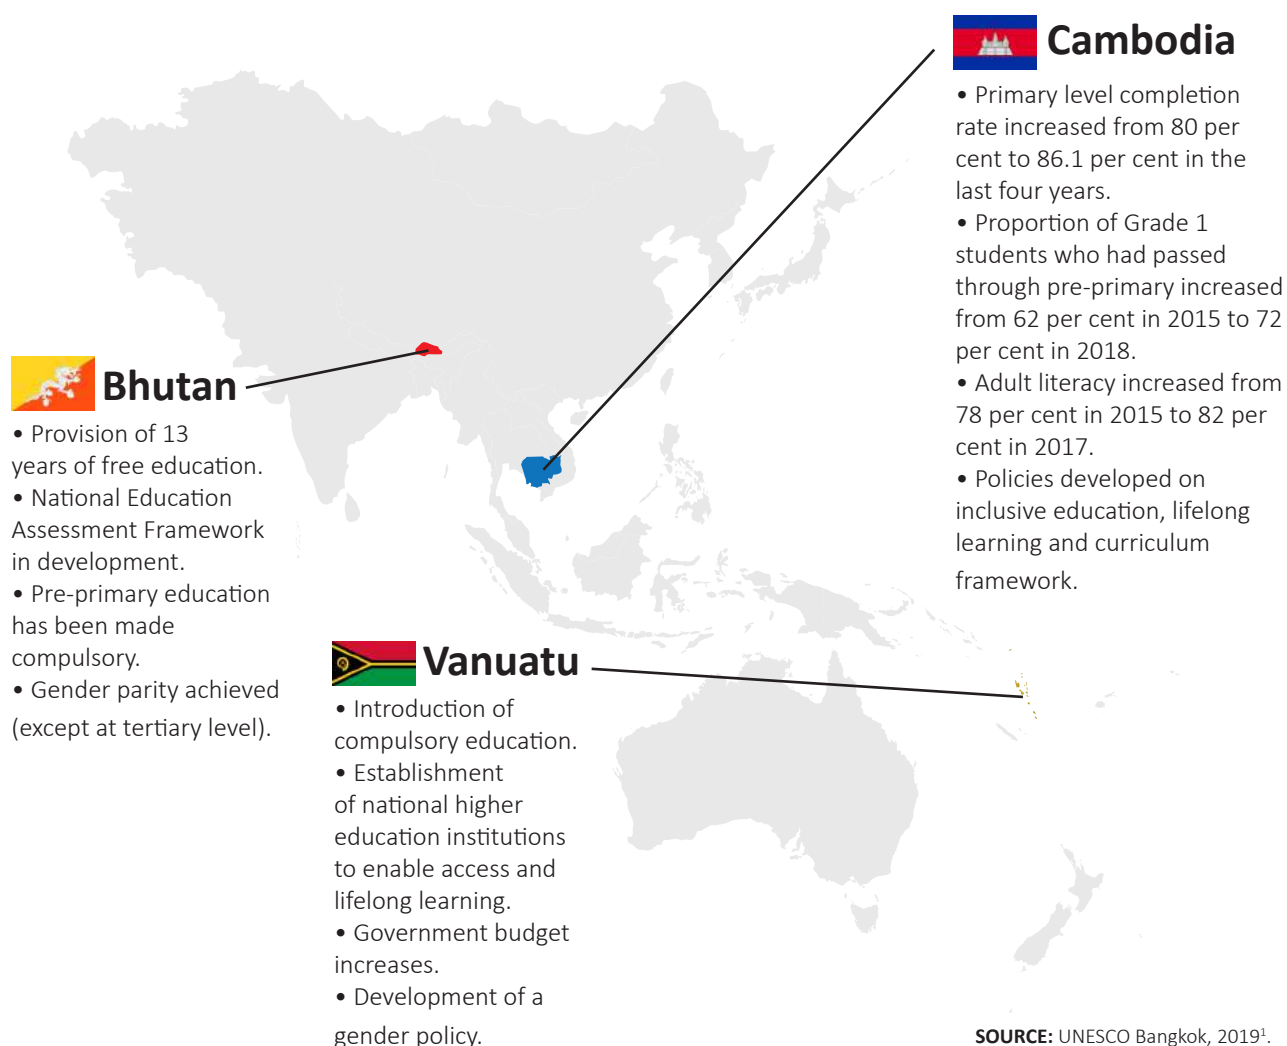 Cambodia
• Primary level completion
rate increased from 80 per
cent to 86.1 per cent in the
last four years.
• Proportion of Grade 1
students who had passed
through pre-primary increased
from 62 per cent in 2015 to 72
per cent in 2018.
• Adult literacy increased from
78 per cent in 2015 to 82 per
cent in 2017.
• Policies developed on
inclusive education, lifelong
learning and curriculum
framework.
Bhutan
• Provision of 13
years of free education.
• National Education
Assessment Framework
in development.
• Pre-primary education
has been made
compulsory.
• Gender parity achieved
(except at tertiary level).
Vanuatu
• Introduction of
compulsory education.
• Establishment
of national higher
education institutions
to enable access and
lifelong learning.
• Government budget
increases.
• Development of a
gender policy.
SOURCE: UNESCO Bangkok, 2019¹.